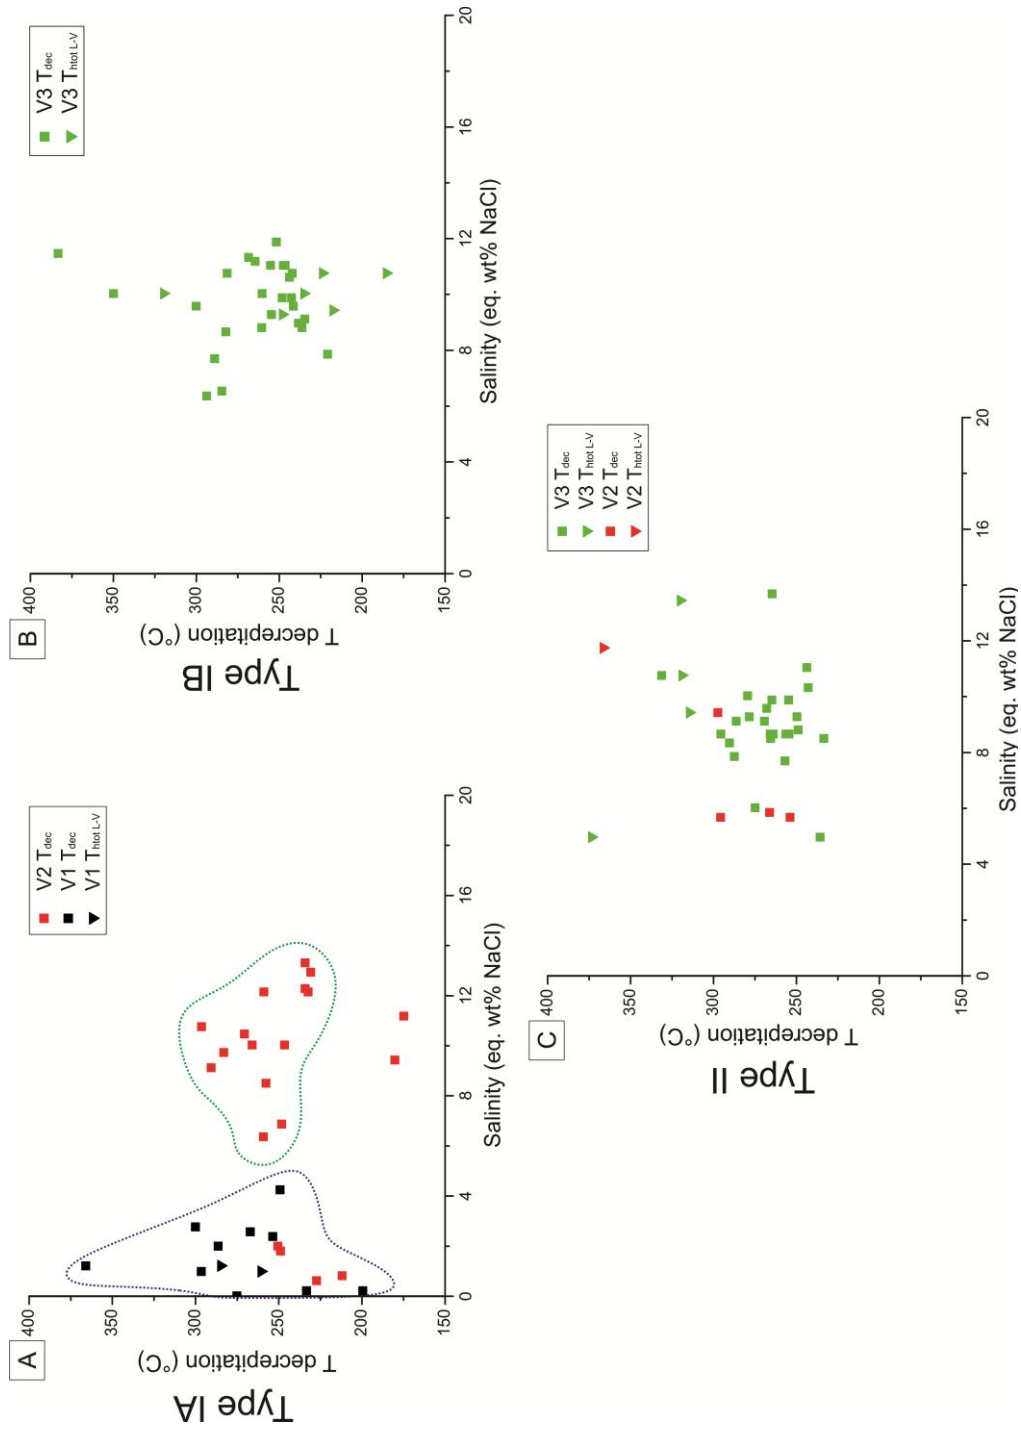 A
Type IA
T decrepitation (°C)
400
350
300
250
200
150
V2 Tdec
V1 Tdec
V1 Thtot L-V
0 4 8 12 16 20
Salinity (eq. wt% NaCl)
B
Type IB
T decrepitation (°C)
400
350
300
250
200
150
V3 Tdec
V3 Thtot L-V
0 4 8 12 16 20
Salinity (eq. wt% NaCl)
C
Type II
T decrepitation (°C)
400
350
300
250
200
150
V3 Tdec
V3 Thtot L-V
V2 Tdec
V2 Thtot L-V
0 4 8 12 16 20
Salinity (eq. wt% NaCl)